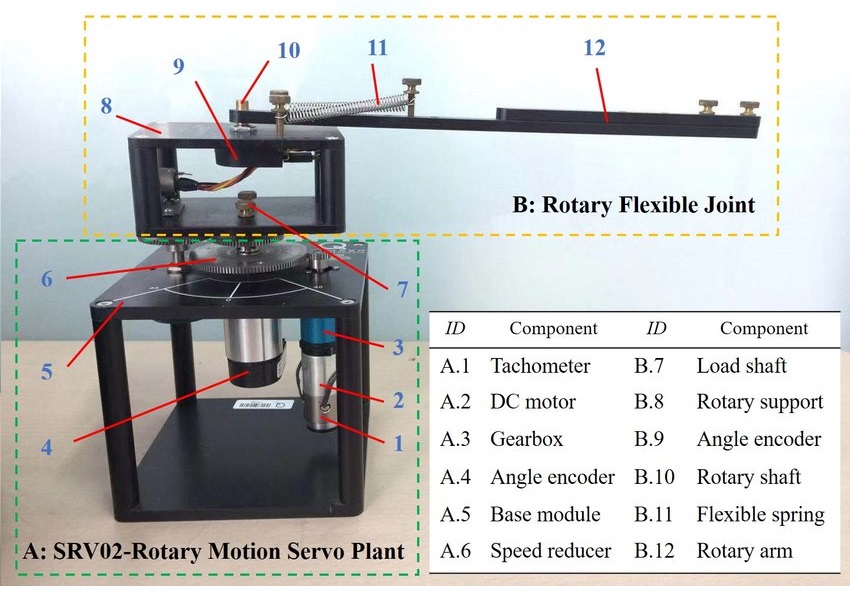 10
11
12
9
8
B: Rotary Flexible Joint
6
7
3
5
2
4
1
A: SRV02-Rotary Motion Servo Plant
ID Component ID Component
A.1 Tachometer B.7 Load shaft
A.2 DC motor B.8 Rotary support
A.3 Gearbox B.9 Angle encoder
A.4 Angle encoder B.10 Rotary shaft
A.5 Base module B.11 Flexible spring
A.6 Speed reducer B.12 Rotary arm